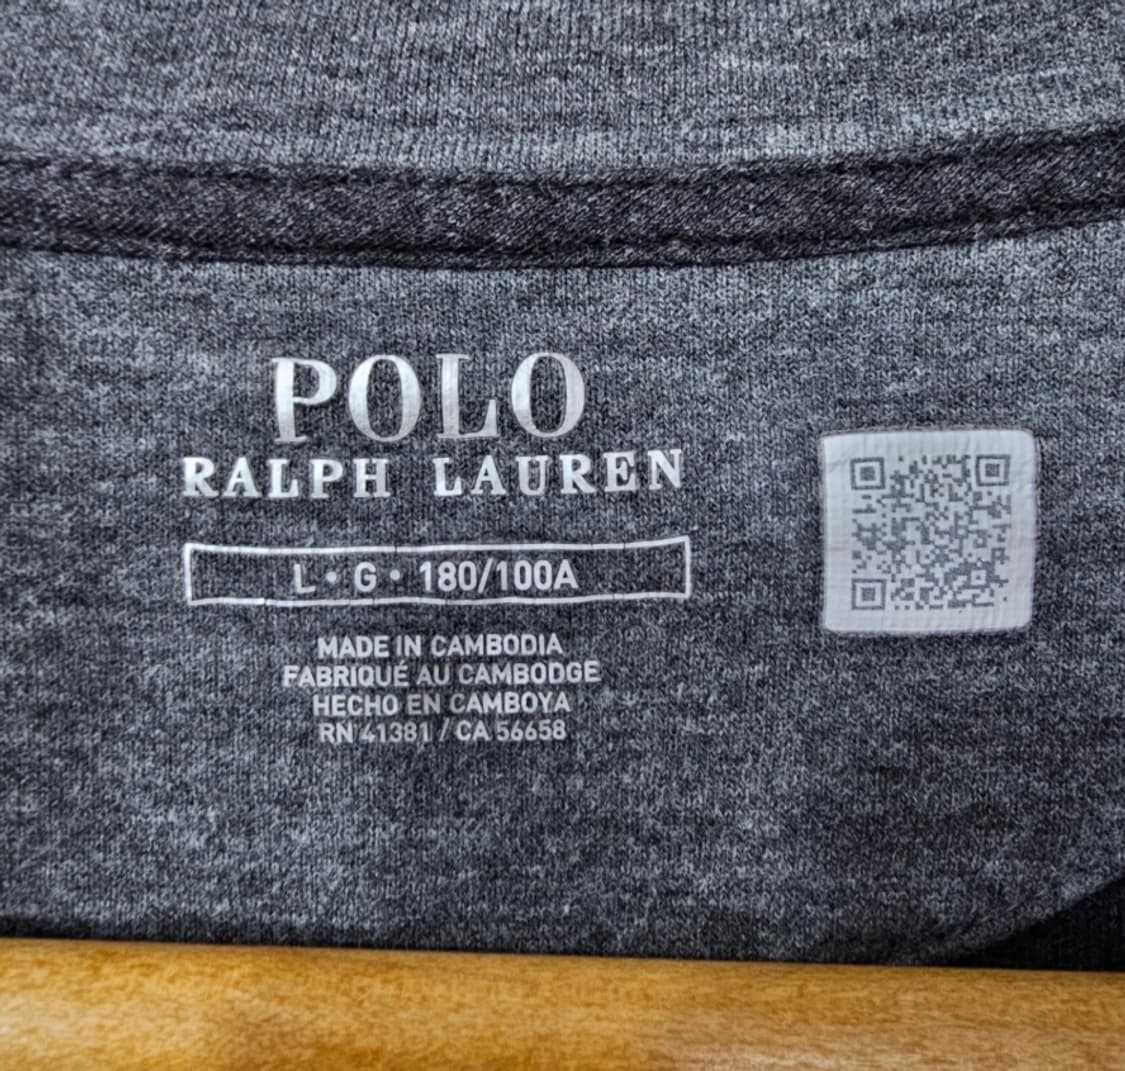 POLO
RALPH LAUREN
L • G • 180/100A
MADE IN CAMBODIA
FABRIQUÉ AU CAMBODGE
HECHO EN CAMBOYA
RN 41381 / CA 56658